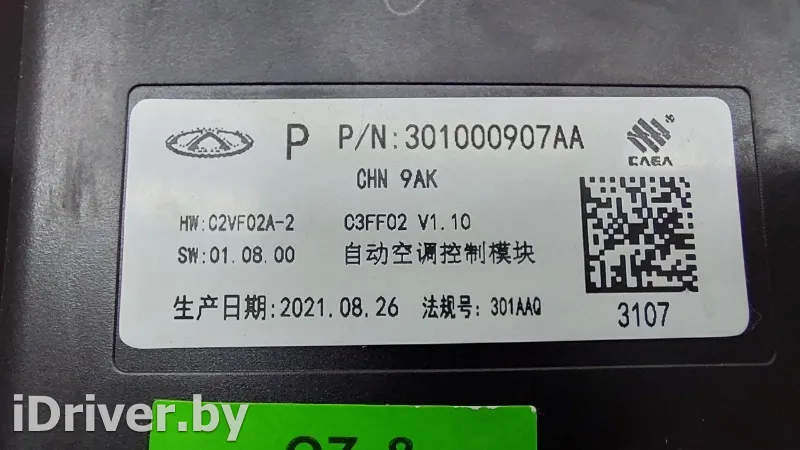 P P/N:301000907AA
CAEA
CHN 9AK
HW:C2VF02A-2 C3FF02 V1.10
SW:01.08.00 自动空调控制模块
生产日期:2021.08.26 法规号: 301AAQ
3107
iDriver.by